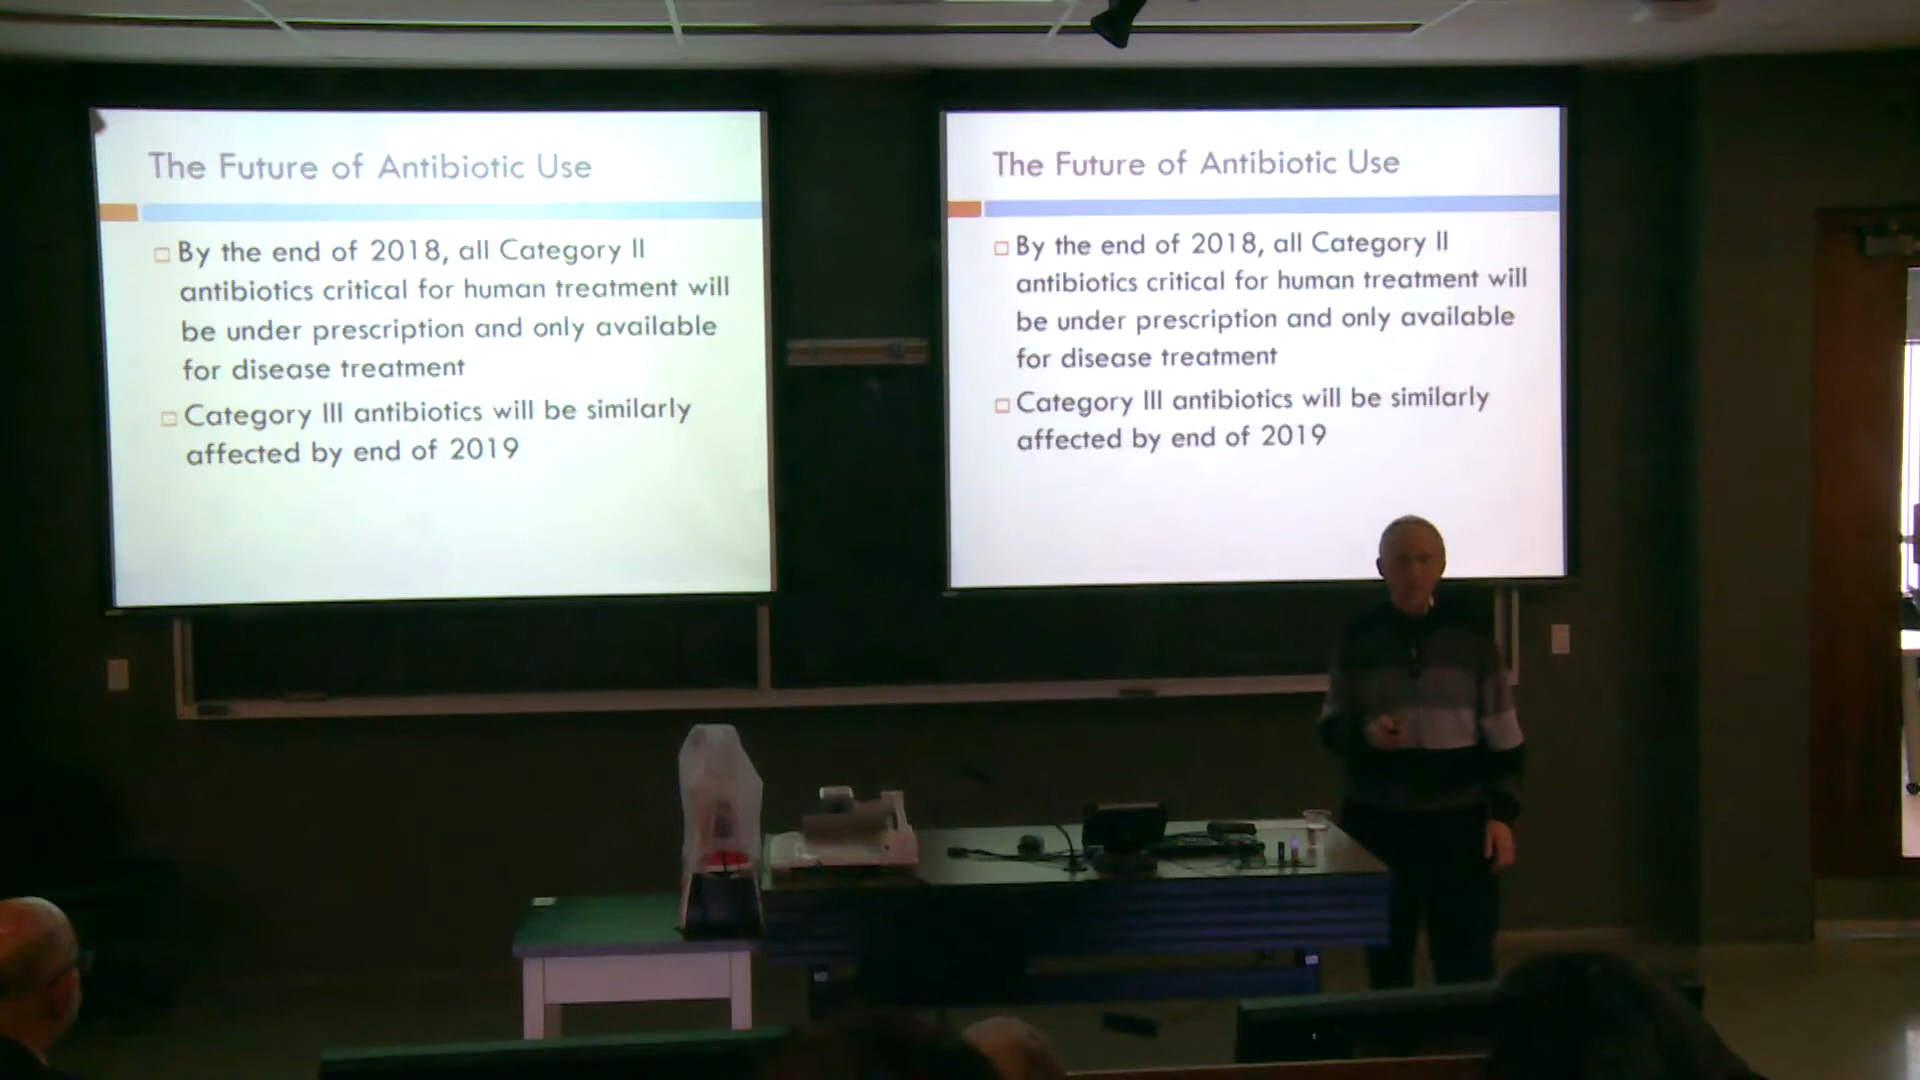 The Future of Antibiotic Use
By the end of 2018, all Category II
antibiotics critical for human treatment will
be under prescription and only available
for disease treatment
Category III antibiotics will be similarly
affected by end of 2019
The Future of Antibiotic Use
By the end of 2018, all Category II
antibiotics critical for human treatment will
be under prescription and only available
for disease treatment
Category III antibiotics will be similarly
affected by end of 2019